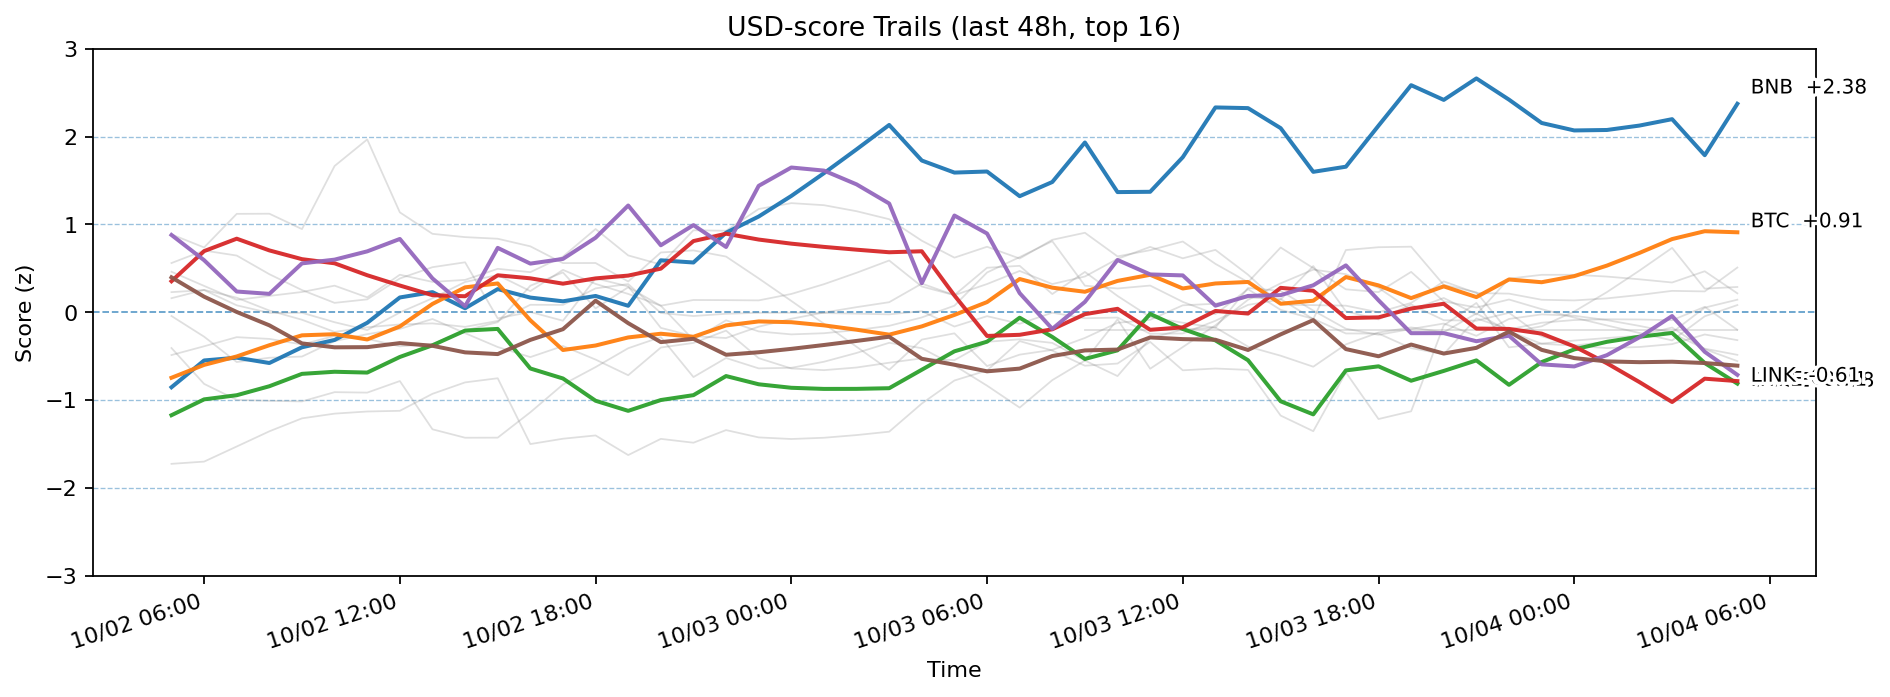 USD-score Trails (last 48h, top 16)
3
2
1
0
−1
−2
−3
Score (z)
BNB +2.38
BTC +0.91
LINK −0.61
10/02 06:00
10/02 12:00
10/02 18:00
10/03 00:00
10/03 06:00
10/03 12:00
10/03 18:00
10/04 00:00
10/04 06:00
Time